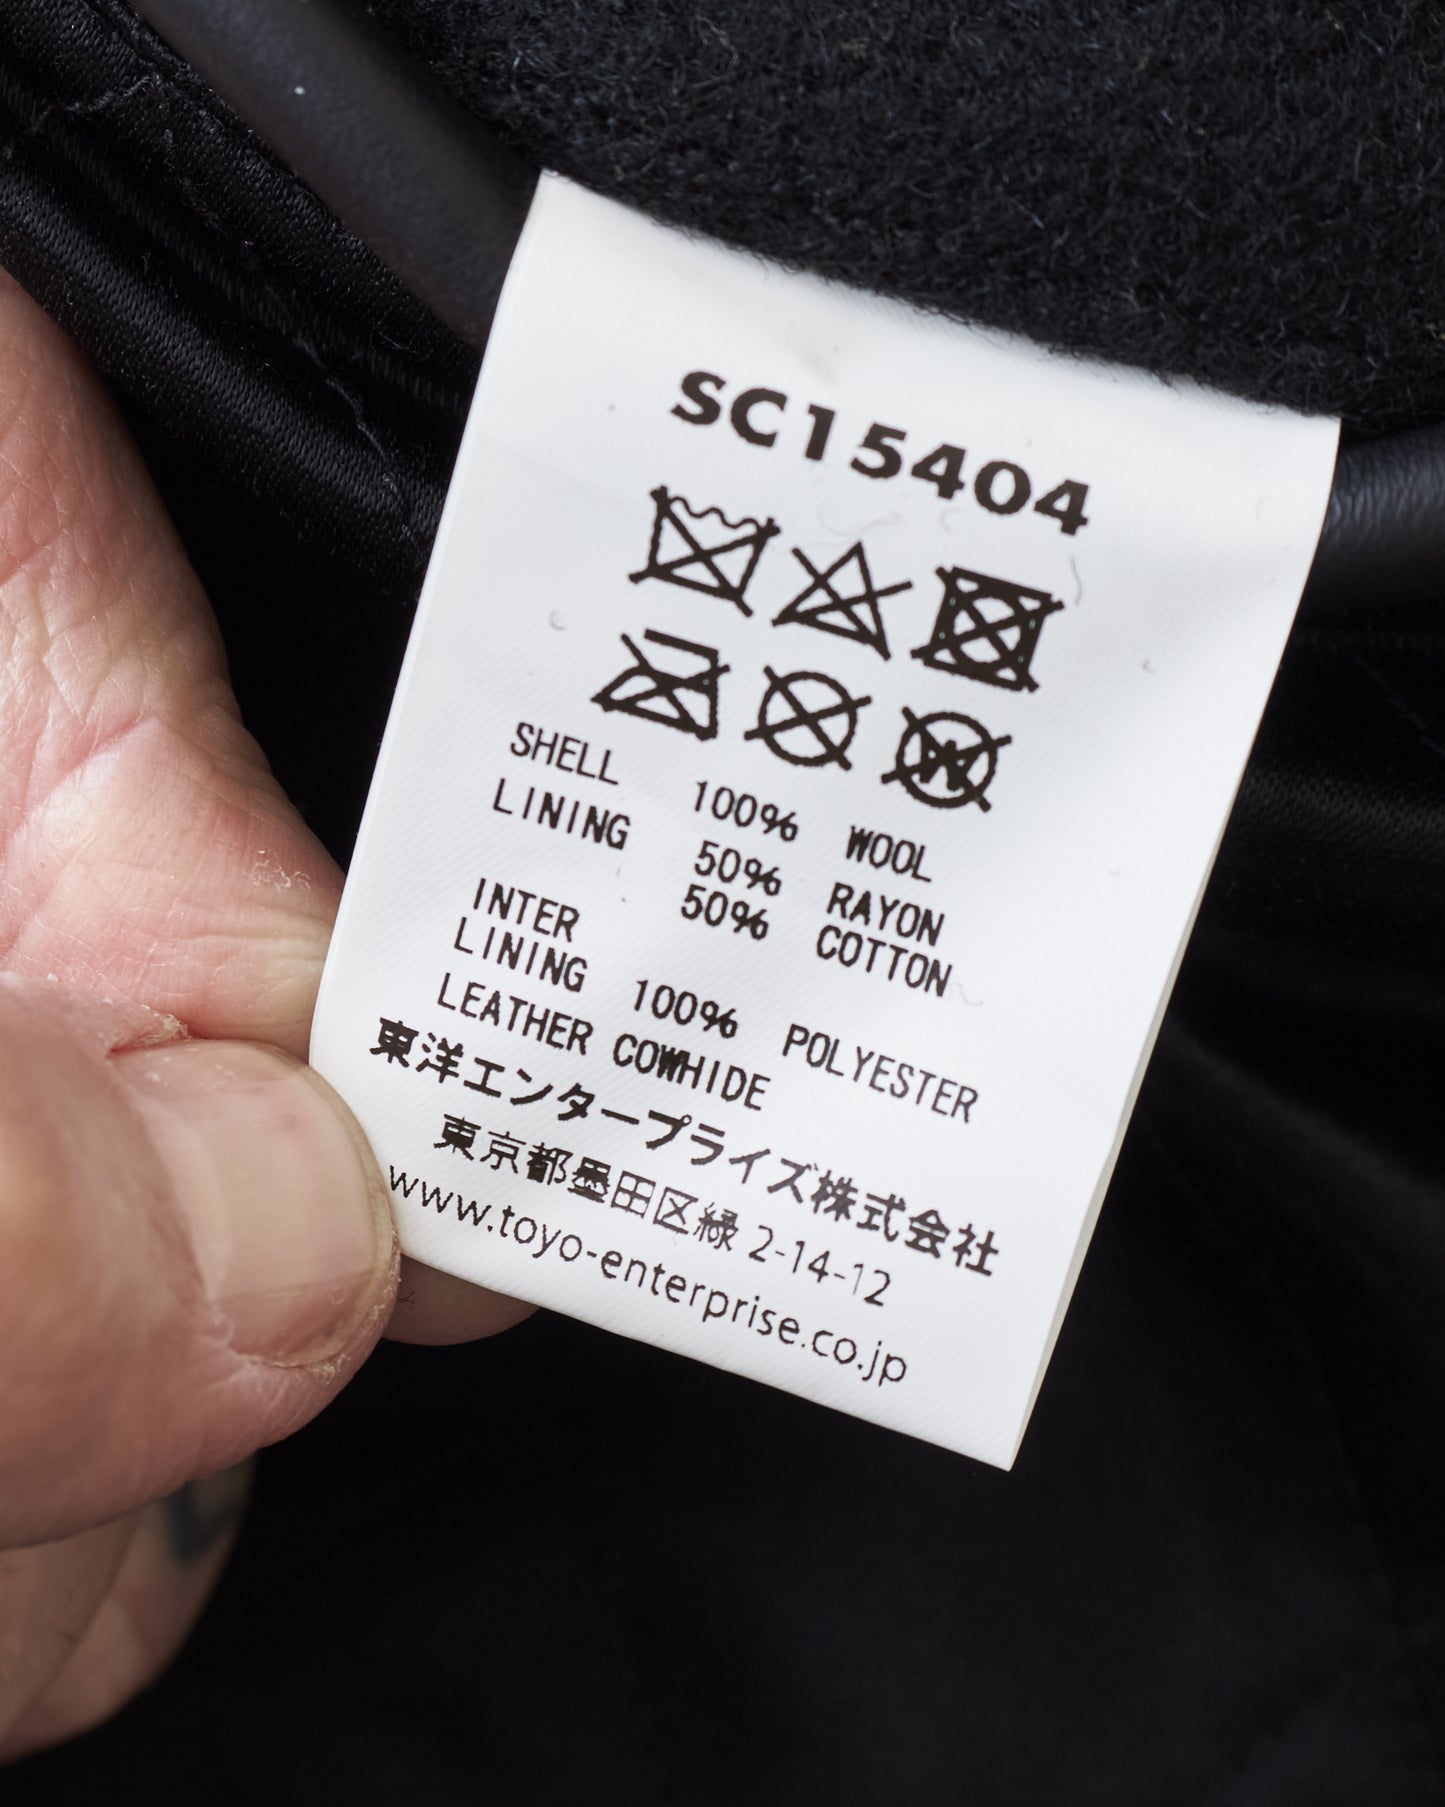 SC15404
W
SHELL 100% WOOL
LINING 50% RAYON
50% COTTON
INTER
LINING 100% POLYESTER
LEATHER COWHIDE
東洋エンタープライズ株式会社
東京都墨田区緑 2-14-12
www.toyo-enterprise.co.jp